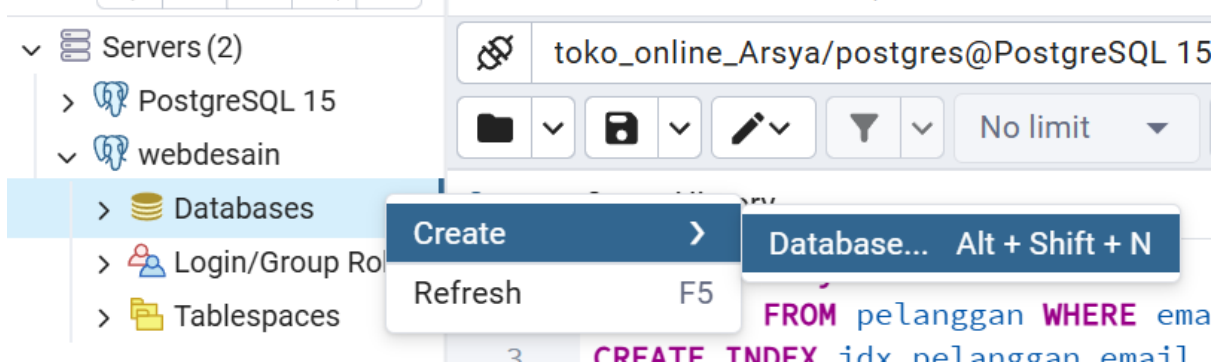 Servers (2)
PostgreSQL 15
webdesain
Databases
Login/Group Ro
Tablespaces
toko_online_Arsya/postgres@PostgreSQL 15
No limit
Create
Refresh F5
Database... Alt + Shift + N
FROM pelanggan WHERE ema
3 CREATE INDEX idx_pelanggan_email